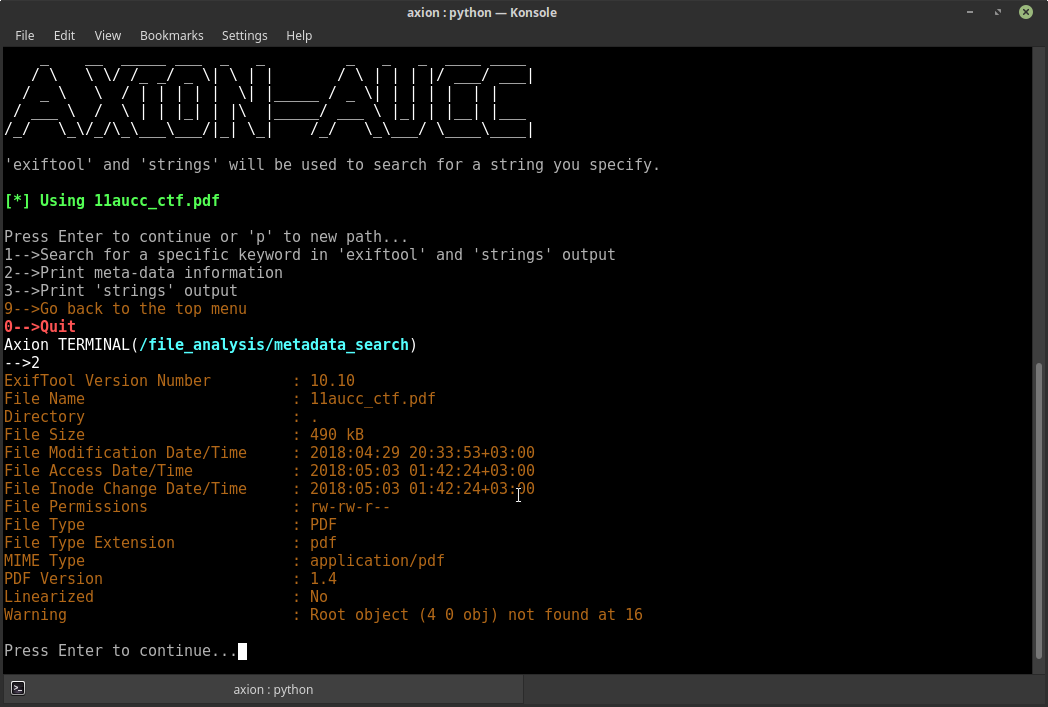 axion : python — Konsole
File Edit View Bookmarks Settings Help
AXION-AUCC
'exiftool' and 'strings' will be used to search for a string you specify.
[*] Using 11aucc_ctf.pdf
Press Enter to continue or 'p' to new path...
1-->Search for a specific keyword in 'exiftool' and 'strings' output
2-->Print meta-data information
3-->Print 'strings' output
9-->Go back to the top menu
0-->Quit
Axion TERMINAL(/file_analysis/metadata_search)
-->2
ExifTool Version Number : 10.10
File Name : 11aucc_ctf.pdf
Directory : .
File Size : 490 kB
File Modification Date/Time : 2018:04:29 20:33:53+03:00
File Access Date/Time : 2018:05:03 01:42:24+03:00
File Inode Change Date/Time : 2018:05:03 01:42:24+03:00
File Permissions : rw-rw-r--
File Type : PDF
File Type Extension : pdf
MIME Type : application/pdf
PDF Version : 1.4
Linearized : No
Warning : Root object (4 0 obj) not found at 16
Press Enter to continue...
axion : python